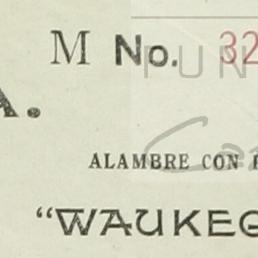 M No. 32
A.
ALAMBRE CON
"WAUKEG